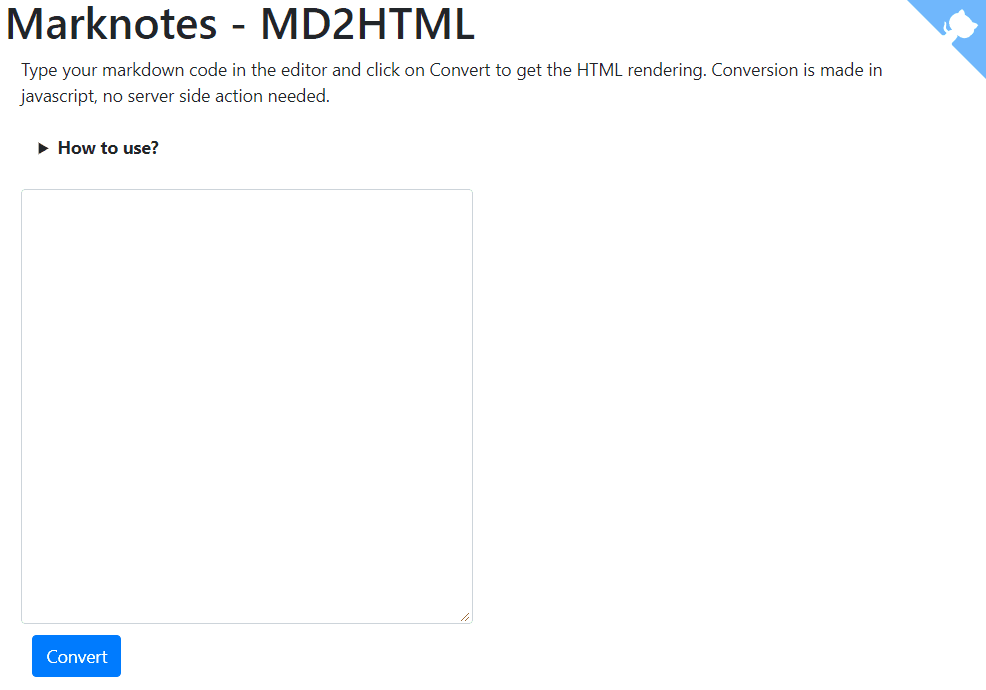 Marknotes - MD2HTML
Type your markdown code in the editor and click on Convert to get the HTML rendering. Conversion is made in
javascript, no server side action needed.
How to use?
Convert